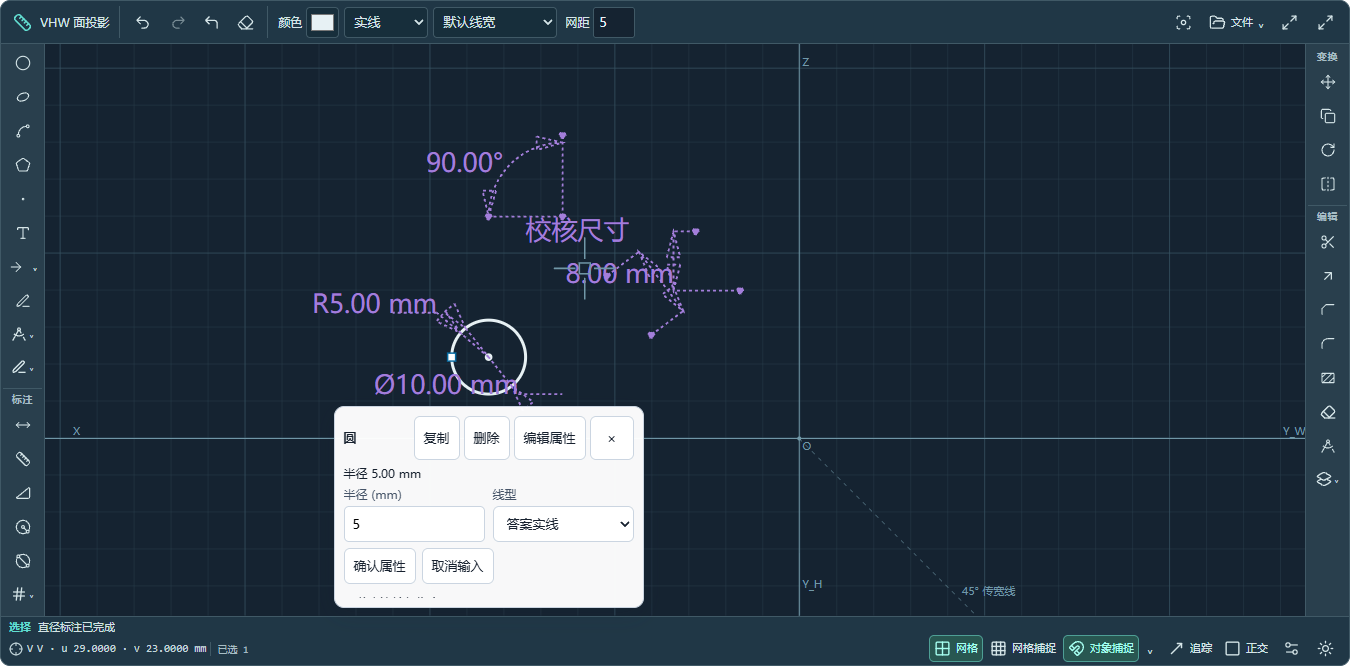 VHW 面投影 颜色 实线 默认线宽 网距 5 文件
变换
Z
90.00°
校核尺寸
编辑
8.00 mm
R5.00 mm
Ø10.00 mm
标注
X
Y_W
O
圆 复制 删除 编辑属性 ×
半径 5.00 mm
半径 (mm) 线型
5 答案实线
确认属性 取消输入
Y_H
45° 传宽线
选择 直径标注已完成
V V · u 29.0000 · v 23.0000 mm 已选 1
网格 网格捕捉 对象捕捉 追踪 正交